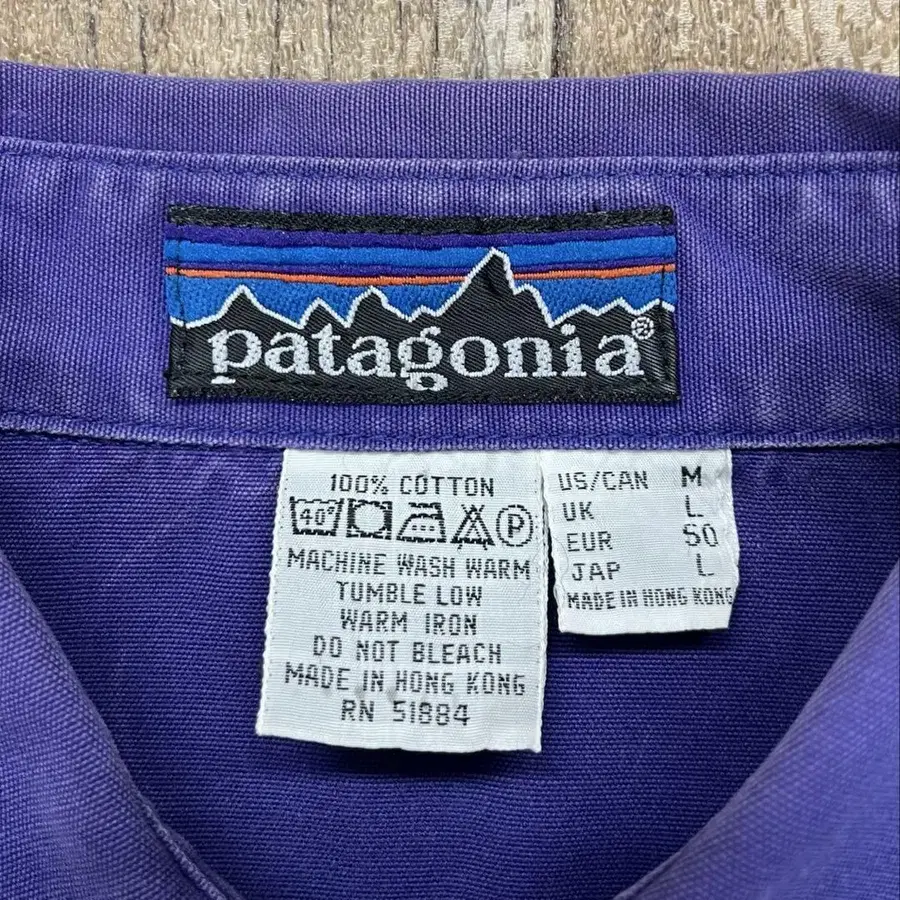 patagonia®
100% COTTON
40° P
MACHINE WASH WARM
TUMBLE LOW
WARM IRON
DO NOT BLEACH
MADE IN HONG KONG
RN 51884
US/CAN M
UK L
EUR 50
JAP L
MADE IN HONG KONG